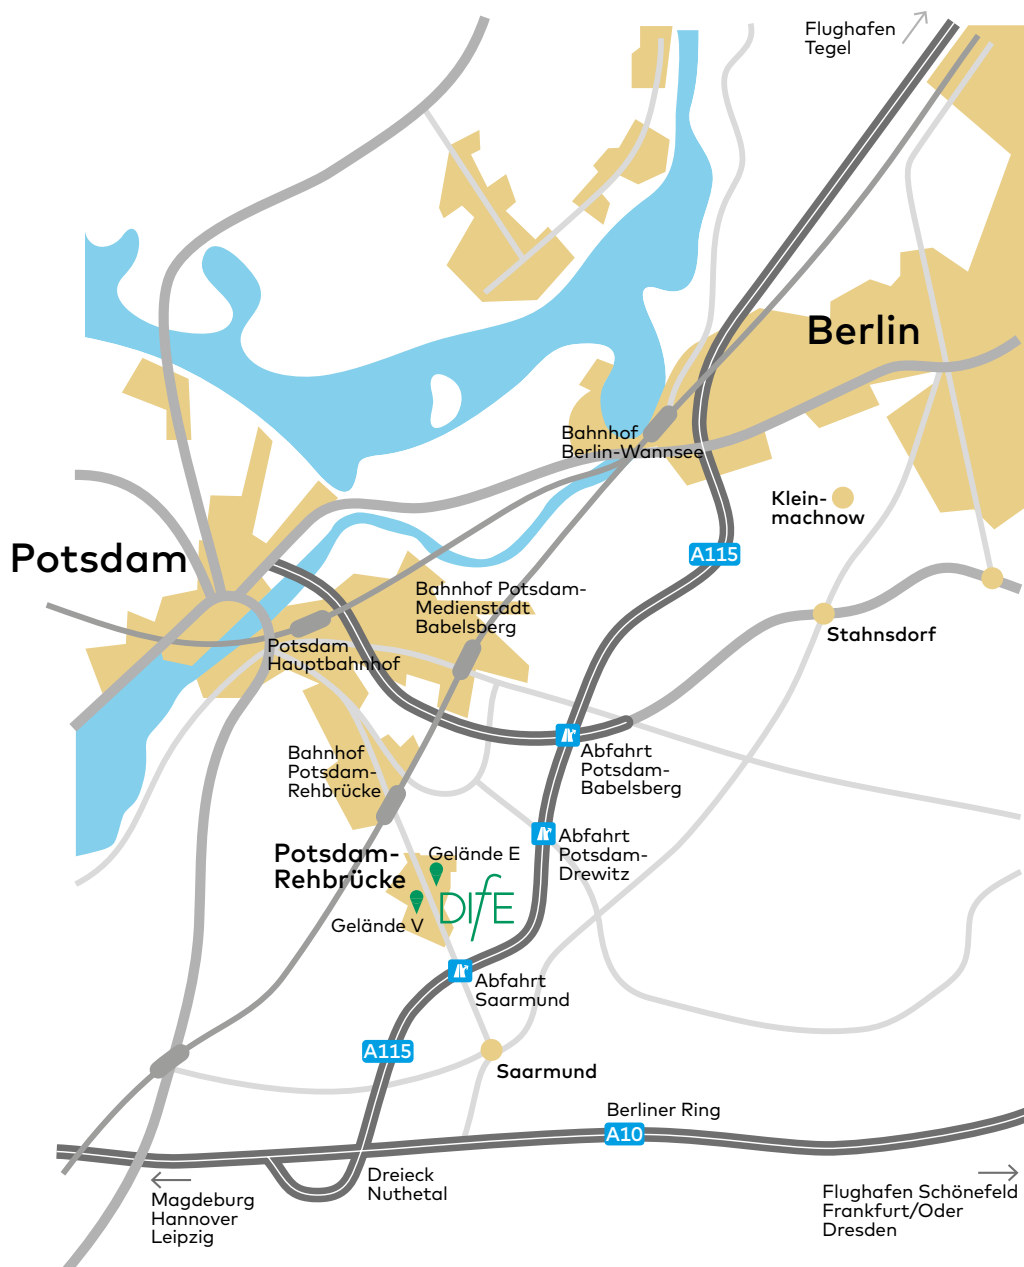 Flughafen
Tegel
Berlin
Bahnhof
Berlin-Wannsee
Klein-
machnow
A115
Potsdam
Bahnhof Potsdam-
Medienstadt
Babelsberg
Stahnsdorf
Potsdam
Hauptbahnhof
Bahnhof
Potsdam-
Rehbrücke
Abfahrt
Potsdam-
Babelsberg
Abfahrt
Potsdam-
Drewitz
Potsdam-
Rehbrücke
Gelände E
DIfE
Gelände V
Abfahrt
Saarmund
A115
Saarmund
Berliner Ring
A10
Dreieck
Nuthetal
Magdeburg
Hannover
Leipzig
Flughafen Schönefeld
Frankfurt/Oder
Dresden